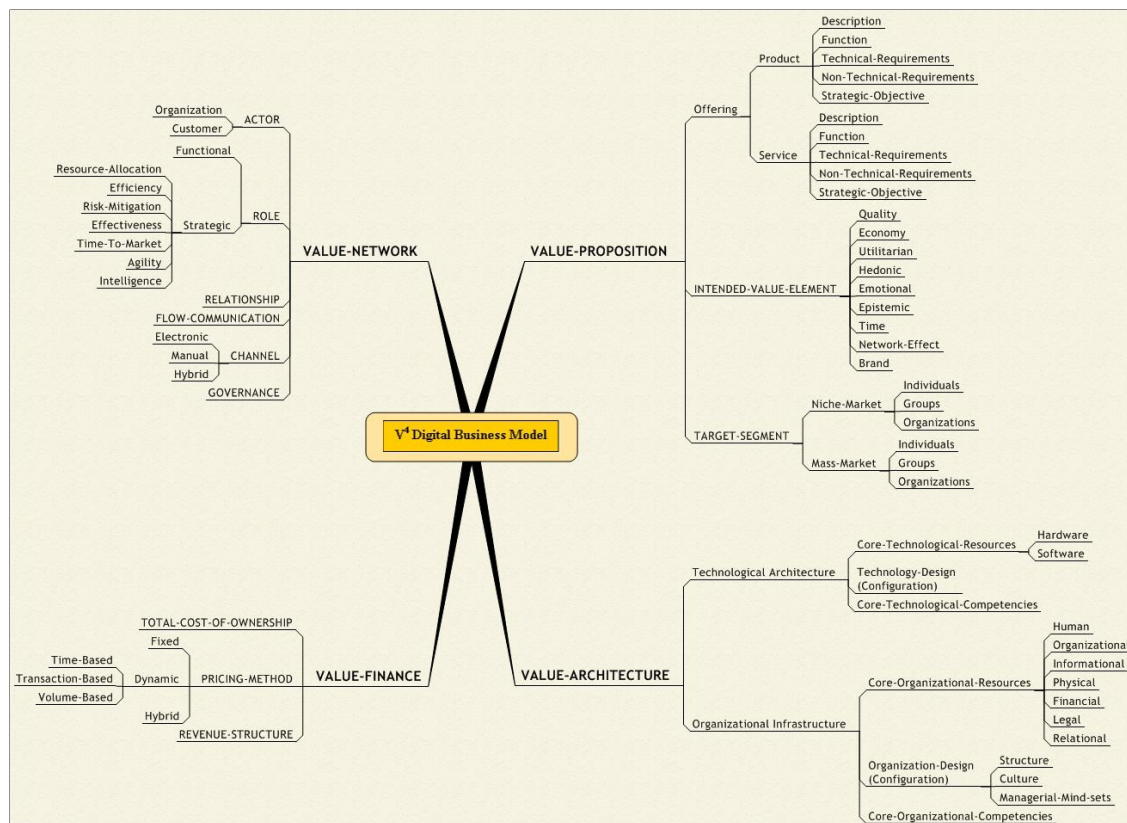 V4 Digital Business Model
VALUE-NETWORK
ACTOR
Organization
Customer
ROLE
Functional
Strategic
Resource-Allocation
Efficiency
Risk-Mitigation
Effectiveness
Time-To-Market
Agility
Intelligence
RELATIONSHIP
FLOW-COMMUNICATION
CHANNEL
Electronic
Manual
Hybrid
GOVERNANCE
VALUE-PROPOSITION
Offering
Product
Description
Function
Technical-Requirements
Non-Technical-Requirements
Strategic-Objective
Service
Description
Function
Technical-Requirements
Non-Technical-Requirements
Strategic-Objective
INTENDED-VALUE-ELEMENT
Quality
Economy
Utilitarian
Hedonic
Emotional
Epistemic
Time
Network-Effect
Brand
TARGET-SEGMENT
Niche-Market
Individuals
Groups
Organizations
Mass-Market
Individuals
Groups
Organizations
VALUE-FINANCE
TOTAL-COST-OF-OWNERSHIP
PRICING-METHOD
Fixed
Dynamic
Time-Based
Transaction-Based
Volume-Based
Hybrid
REVENUE-STRUCTURE
VALUE-ARCHITECTURE
Technological Architecture
Core-Technological-Resources
Hardware
Software
Technology-Design
(Configuration)
Core-Technological-Competencies
Organizational Infrastructure
Core-Organizational-Resources
Human
Organizational
Informational
Physical
Financial
Legal
Relational
Organization-Design
(Configuration)
Structure
Culture
Managerial-Mind-sets
Core-Organizational-Competencies